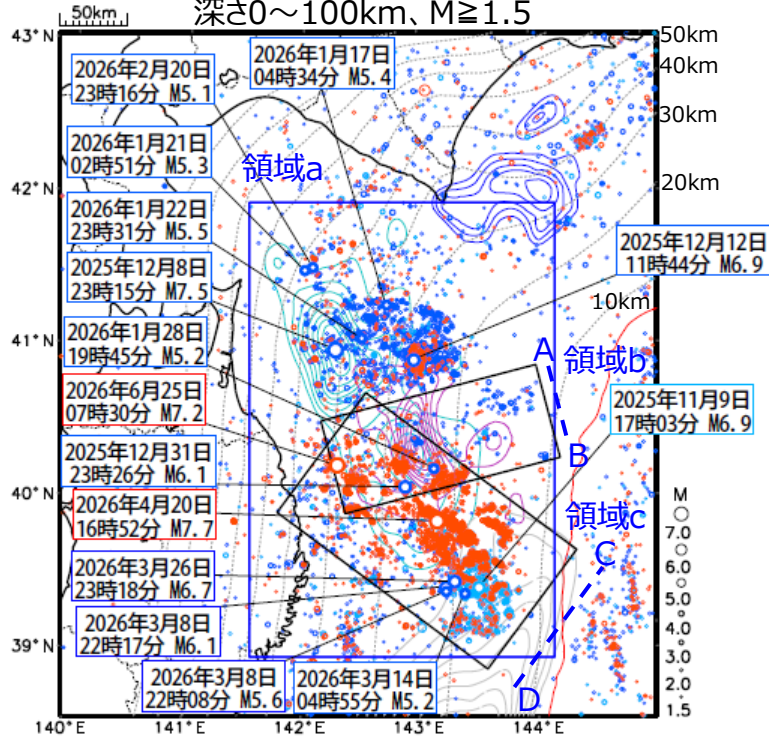 深さ0～100km、M≧1.5
50km
43°N
50km
40km
30km
20km
10km
42°N
41°N
40°N
39°N
140°E
141°E
142°E
143°E
144°E
2026年2月20日
23時16分 M5.1
2026年1月17日
04時34分 M5.4
2026年1月21日
02時51分 M5.3
領域a
2026年1月22日
23時31分 M5.5
2025年12月12日
11時44分 M6.9
2025年12月8日
23時15分 M7.5
2026年1月28日
19時45分 M5.2
A
領域b
2026年6月25日
07時30分 M7.2
2025年11月9日
17時03分 M6.9
B
2025年12月31日
23時26分 M6.1
2026年4月20日
16時52分 M7.7
領域c
C
2026年3月26日
23時18分 M6.7
2026年3月8日
22時17分 M6.1
2026年3月8日
22時08分 M5.6
2026年3月14日
04時55分 M5.2
D
M
7.0
6.0
5.0
4.0
3.0
2.0
1.5